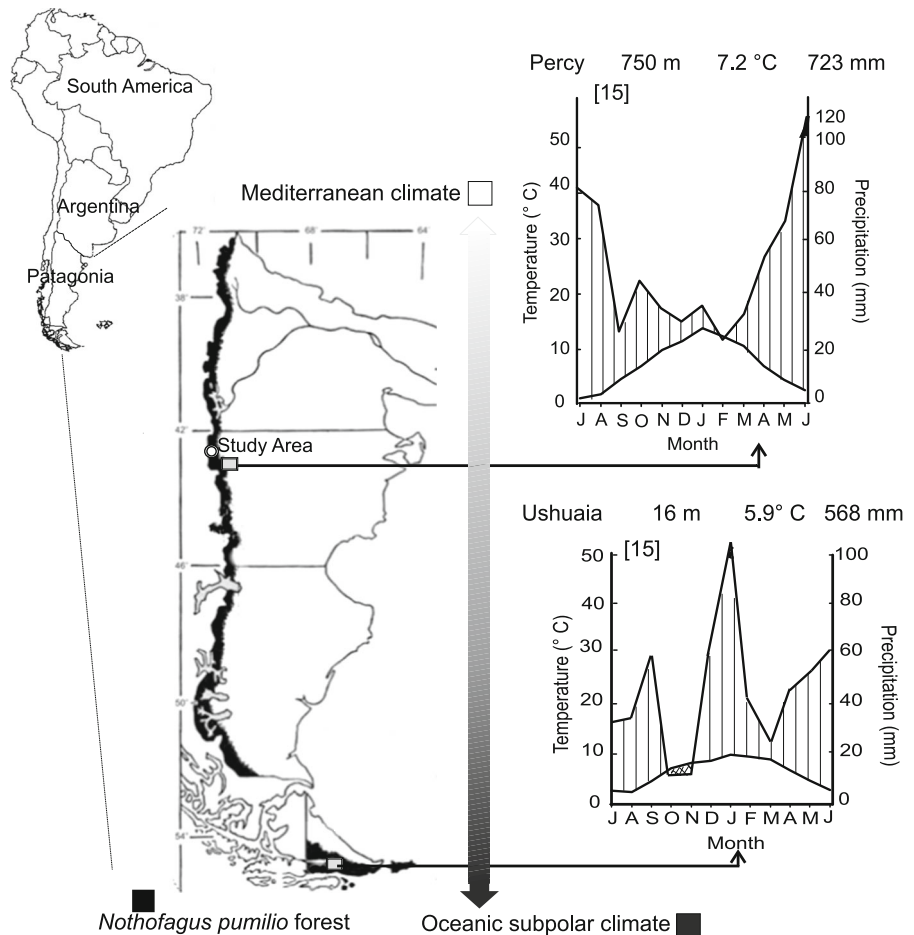 South America
Argentina
Patagonia
Mediterranean climate
72° 68° 64°
38°
42°
Study Area
46°
50°
54°
Nothofagus pumilio forest
Oceanic subpolar climate
Percy 750 m 7.2 °C 723 mm
[15]
50
40
30
20
10
0
Temperature (° C)
120
100
80
60
40
20
0
Precipitation (mm)
J A S O N D J F M A M J
Month
Ushuaia 16 m 5.9° C 568 mm
[15]
50
40
30
20
10
0
Temperature (° C)
100
80
60
40
20
0
Precipitation (mm)
J A S O N D J F M A M J
Month